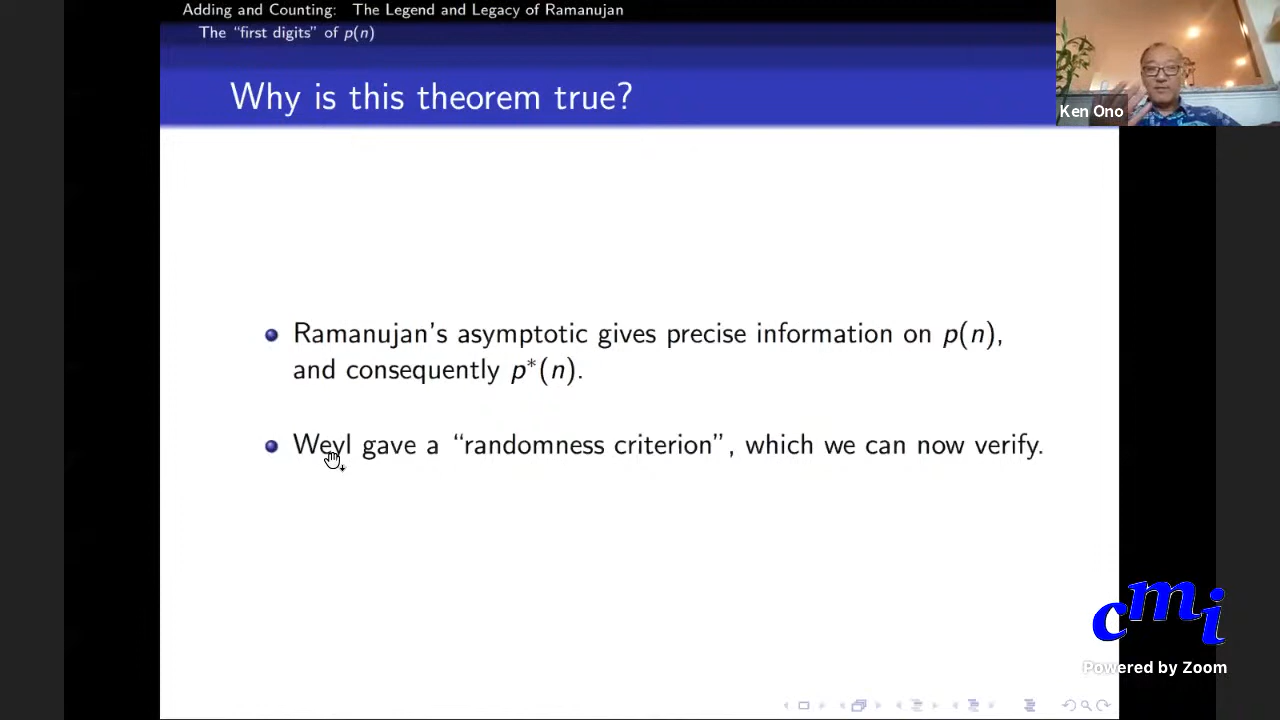 Adding and Counting: The Legend and Legacy of Ramanujan
The “first digits” of p(n)
Why is this theorem true?
Ken Ono
Ramanujan’s asymptotic gives precise information on p(n),
and consequently p*(n).
Weyl gave a “randomness criterion”, which we can now verify.
cmi
Powered by Zoom